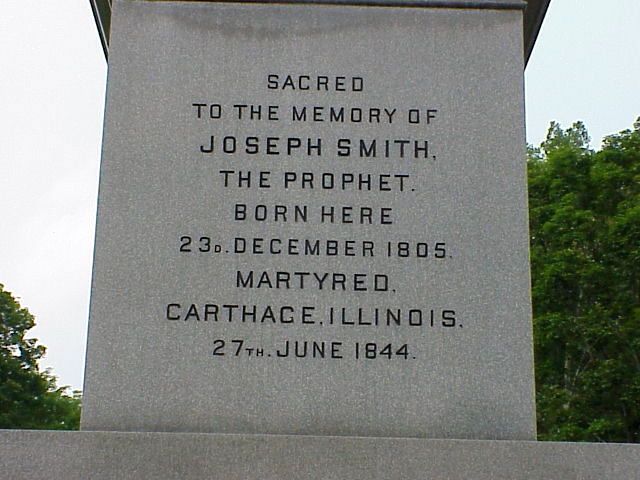 SACRED
TO THE MEMORY OF
JOSEPH SMITH,
THE PROPHET.
BORN HERE
23D. DECEMBER 1805.
MARTYRED,
CARTHAGE, ILLINOIS,
27TH. JUNE 1844.